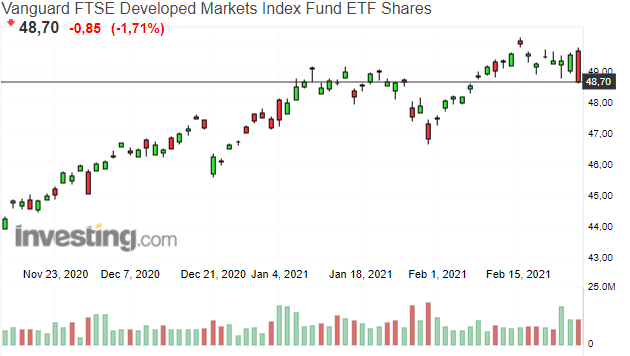 Vanguard FTSE Developed Markets Index Fund ETF Shares
48,70 -0,85 (-1,71%)
49.00
48,70
48.00
47.00
46.00
45.00
44.00
43.00
Investing.com
Nov 23, 2020 Dec 7, 2020 Dec 21, 2020 Jan 4, 2021 Jan 18, 2021 Feb 1, 2021 Feb 15, 2021
25.0M
0